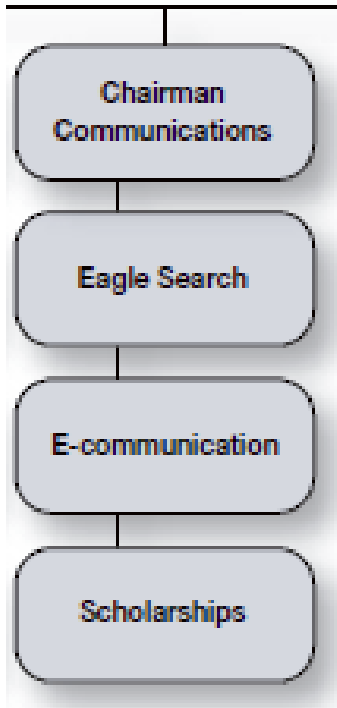 Chairman
Communications
Eagle Search
E-communication
Scholarships